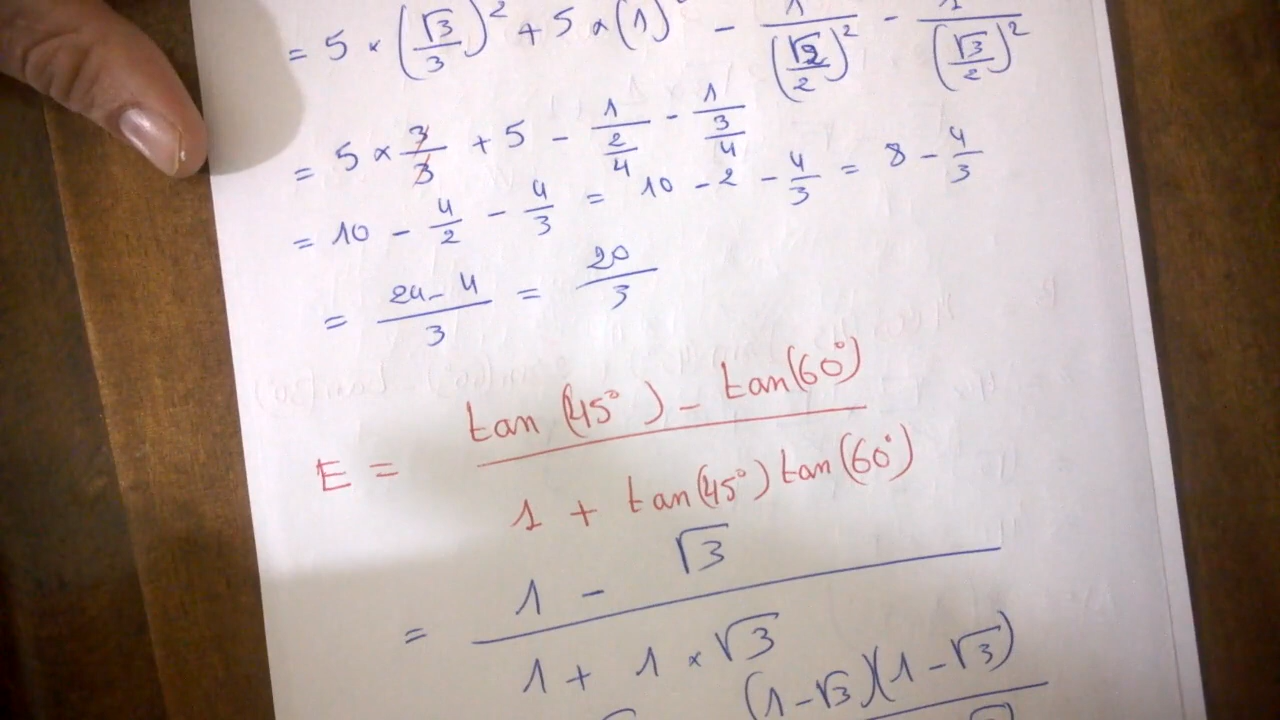 = 5 × (√3/3)² + 5 × (1)² - 1/(√2/2)² - 1/(√3/2)²
= 5 × 3/3 + 5 - 1/(2/4) - 1/(3/4)
= 10 - 4/2 - 4/3 = 10 - 2 - 4/3 = 8 - 4/3
= (24 - 4)/3 = 20/3
E = (tan(45°) - tan(60°))/(1 + tan(45°) tan(60°))
= (1 - √3)/(1 + 1 × √3)
(1-√3)(1-√3)